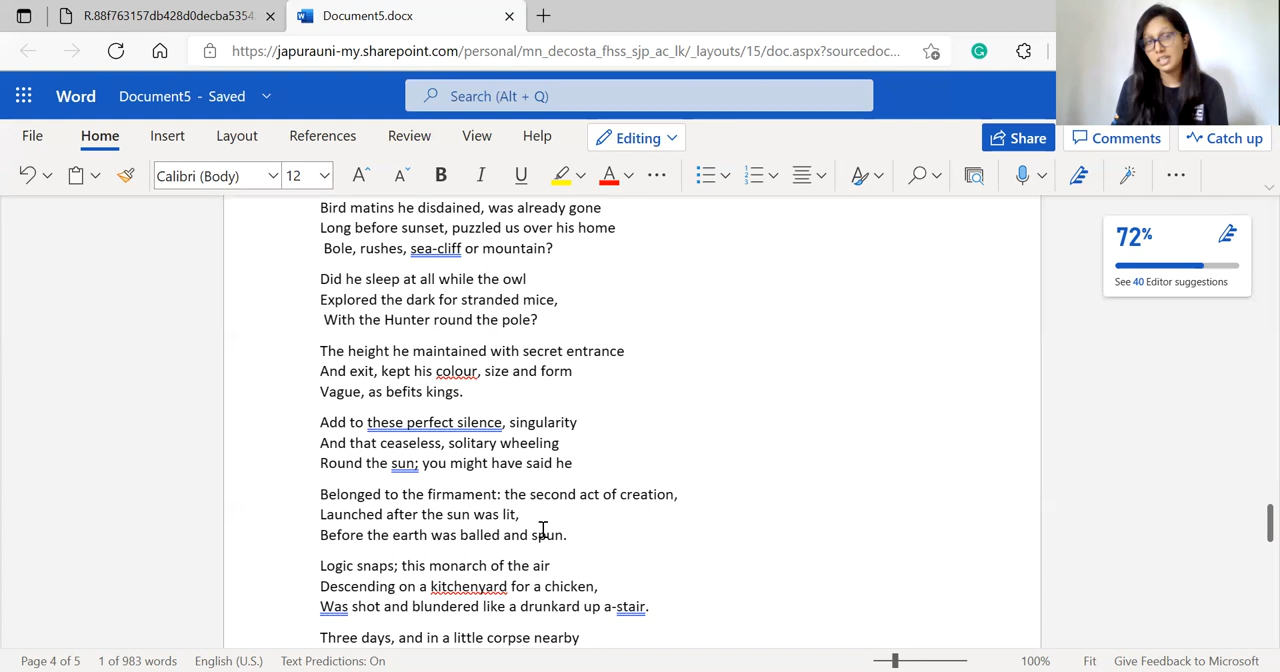 R.88f763157db428d0decba5354
Document5.docx
https://japurauni-my.sharepoint.com/personal/mn_decosta_fhss_sjp_ac_lk/_layouts/15/doc.aspx?sourcedoc...
Word
Document5 - Saved
Search (Alt + Q)
File
Home
Insert
Layout
References
Review
View
Help
Editing
Share
Comments
Catch up
Calibri (Body)
12
Bird matins he disdained, was already gone
Long before sunset, puzzled us over his home
Bole, rushes, sea-cliff or mountain?
Did he sleep at all while the owl
Explored the dark for stranded mice,
With the Hunter round the pole?
The height he maintained with secret entrance
And exit, kept his colour, size and form
Vague, as befits kings.
Add to these perfect silence, singularity
And that ceaseless, solitary wheeling
Round the sun; you might have said he
Belonged to the firmament: the second act of creation,
Launched after the sun was lit,
Before the earth was balled and spun.
Logic snaps; this monarch of the air
Descending on a kitchenyard for a chicken,
Was shot and blundered like a drunkard up a-stair.
Three days, and in a little corpse nearby
72%
See 40 Editor suggestions
Page 4 of 5
1 of 983 words
English (U.S.)
Text Predictions: On
100%
Fit
Give Feedback to Microsoft